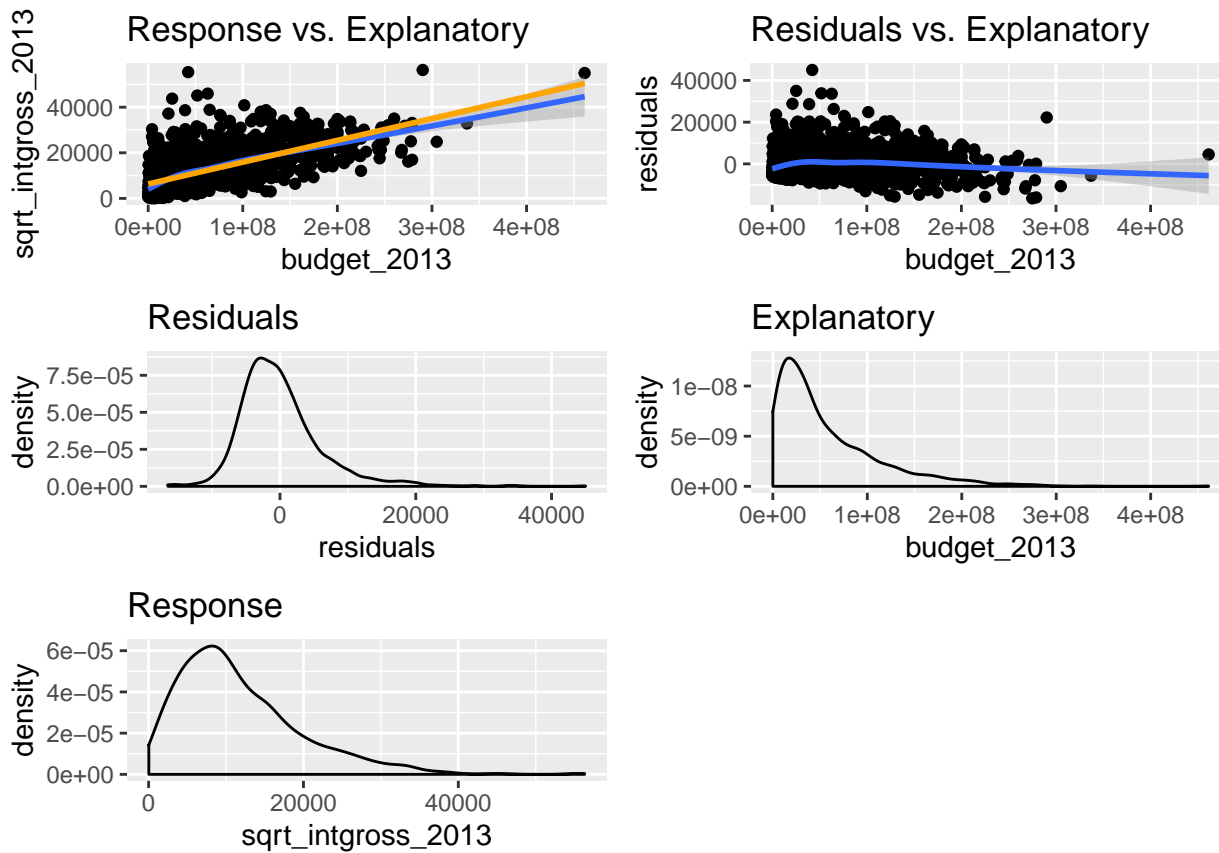 Response vs. Explanatory
sqrt_intgross_2013
40000
20000
0
0e+00 1e+08 2e+08 3e+08 4e+08
budget_2013
Residuals vs. Explanatory
residuals
40000
20000
0
0e+00 1e+08 2e+08 3e+08 4e+08
budget_2013
Residuals
density
7.5e−05
5.0e−05
2.5e−05
0.0e+00
0 20000 40000
residuals
Explanatory
density
1e−08
5e−09
0e+00
0e+00 1e+08 2e+08 3e+08 4e+08
budget_2013
Response
density
6e−05
4e−05
2e−05
0e+00
0 20000 40000
sqrt_intgross_2013